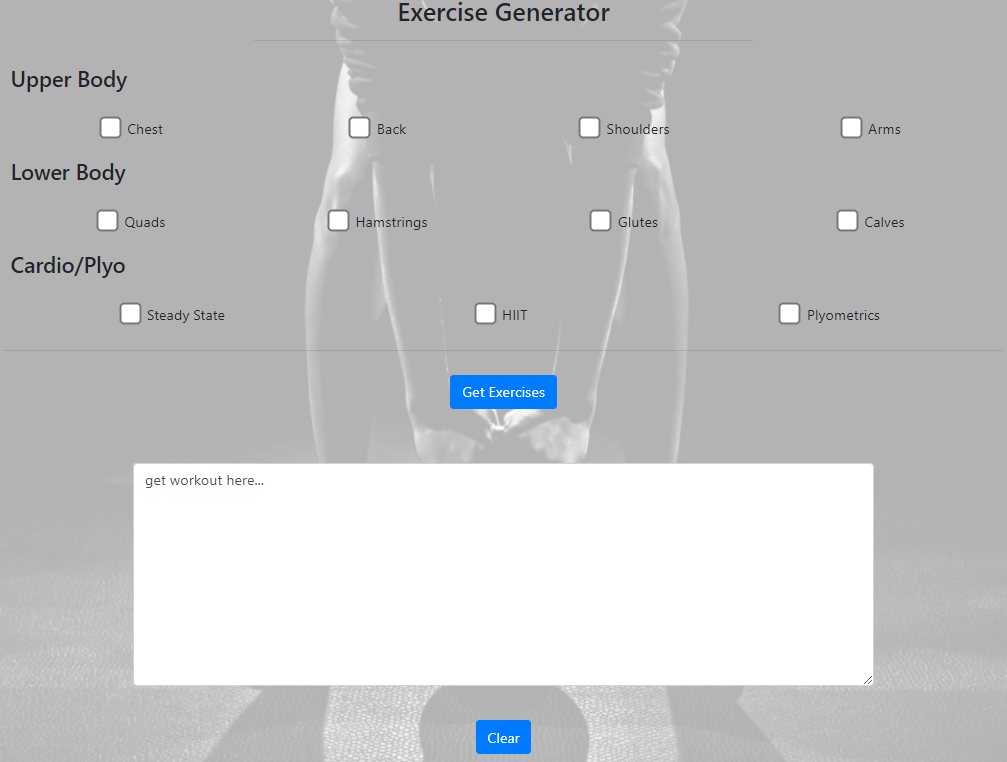 Exercise Generator
Upper Body
Chest Back Shoulders Arms
Lower Body
Quads Hamstrings Glutes Calves
Cardio/Plyo
Steady State HIIT Plyometrics
Get Exercises
get workout here...
Clear